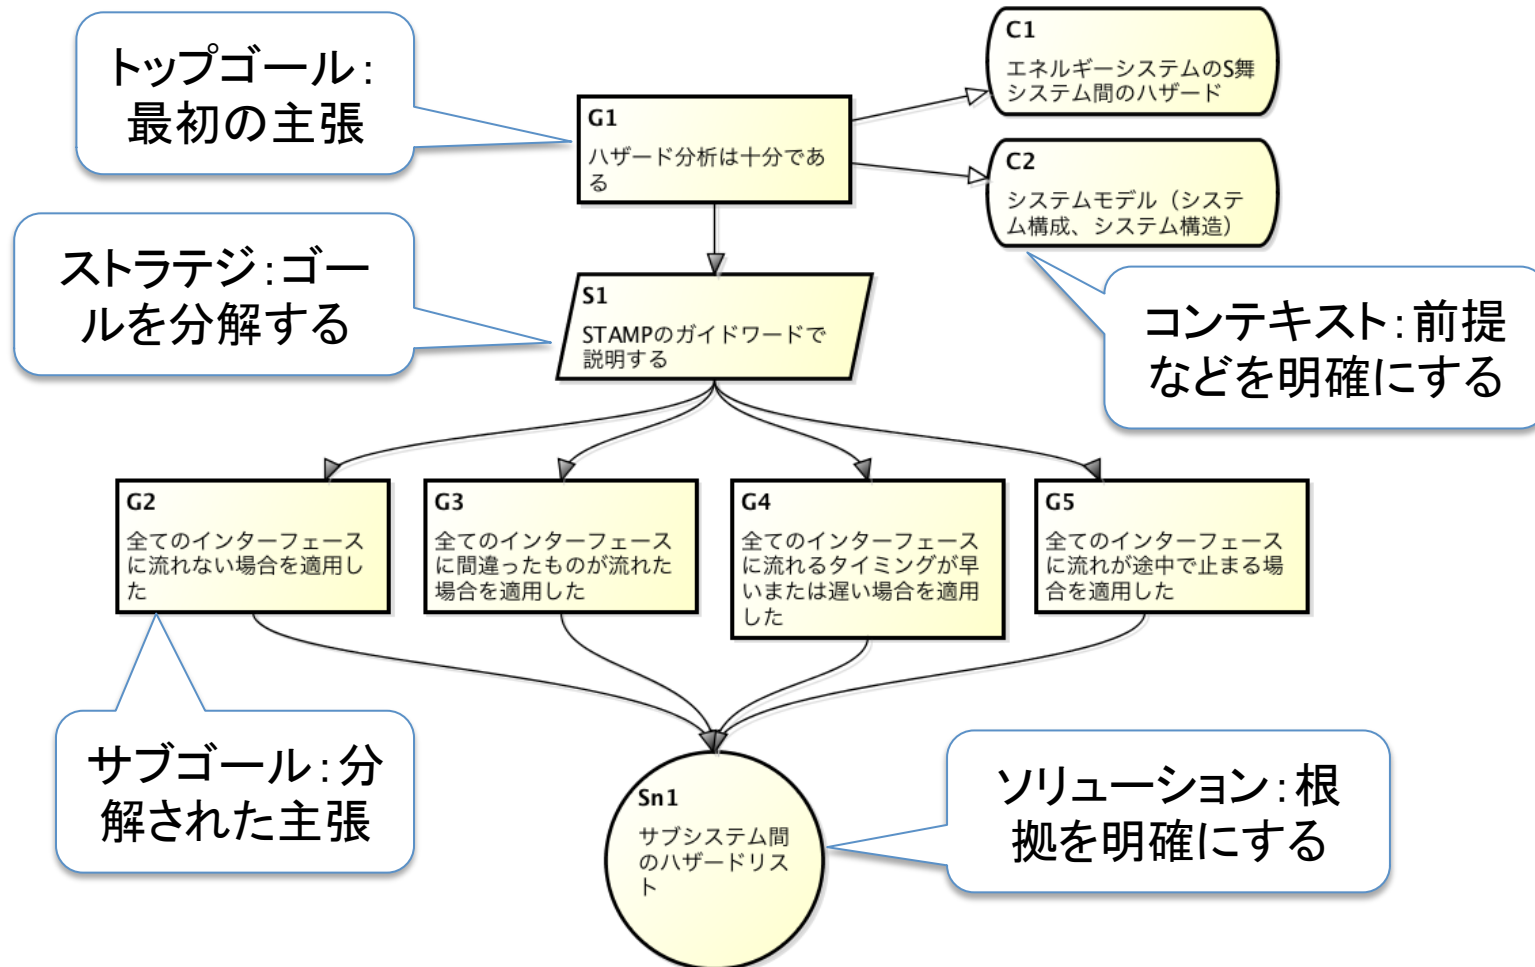 トップゴール：
最初の主張
C1
エネルギーシステムのS舞
システム間のハザード
G1
ハザード分析は十分であ
る
C2
システムモデル（システ
ム構成、システム構造）
ストラテジ：ゴー
ルを分解する
S1
STAMPのガイドワードで
説明する
コンテキスト：前提
などを明確にする
G2
全てのインターフェース
に流れない場合を適用し
た
G3
全てのインターフェース
に間違ったものが流れた
場合を適用した
G4
全てのインターフェース
に流れるタイミングが早
いまたは遅い場合を適用
した
G5
全てのインターフェース
に流れが途中で止まる場
合を適用した
サブゴール：分
解された主張
Sn1
サブシステム間
のハザードリス
ト
ソリューション：根
拠を明確にする